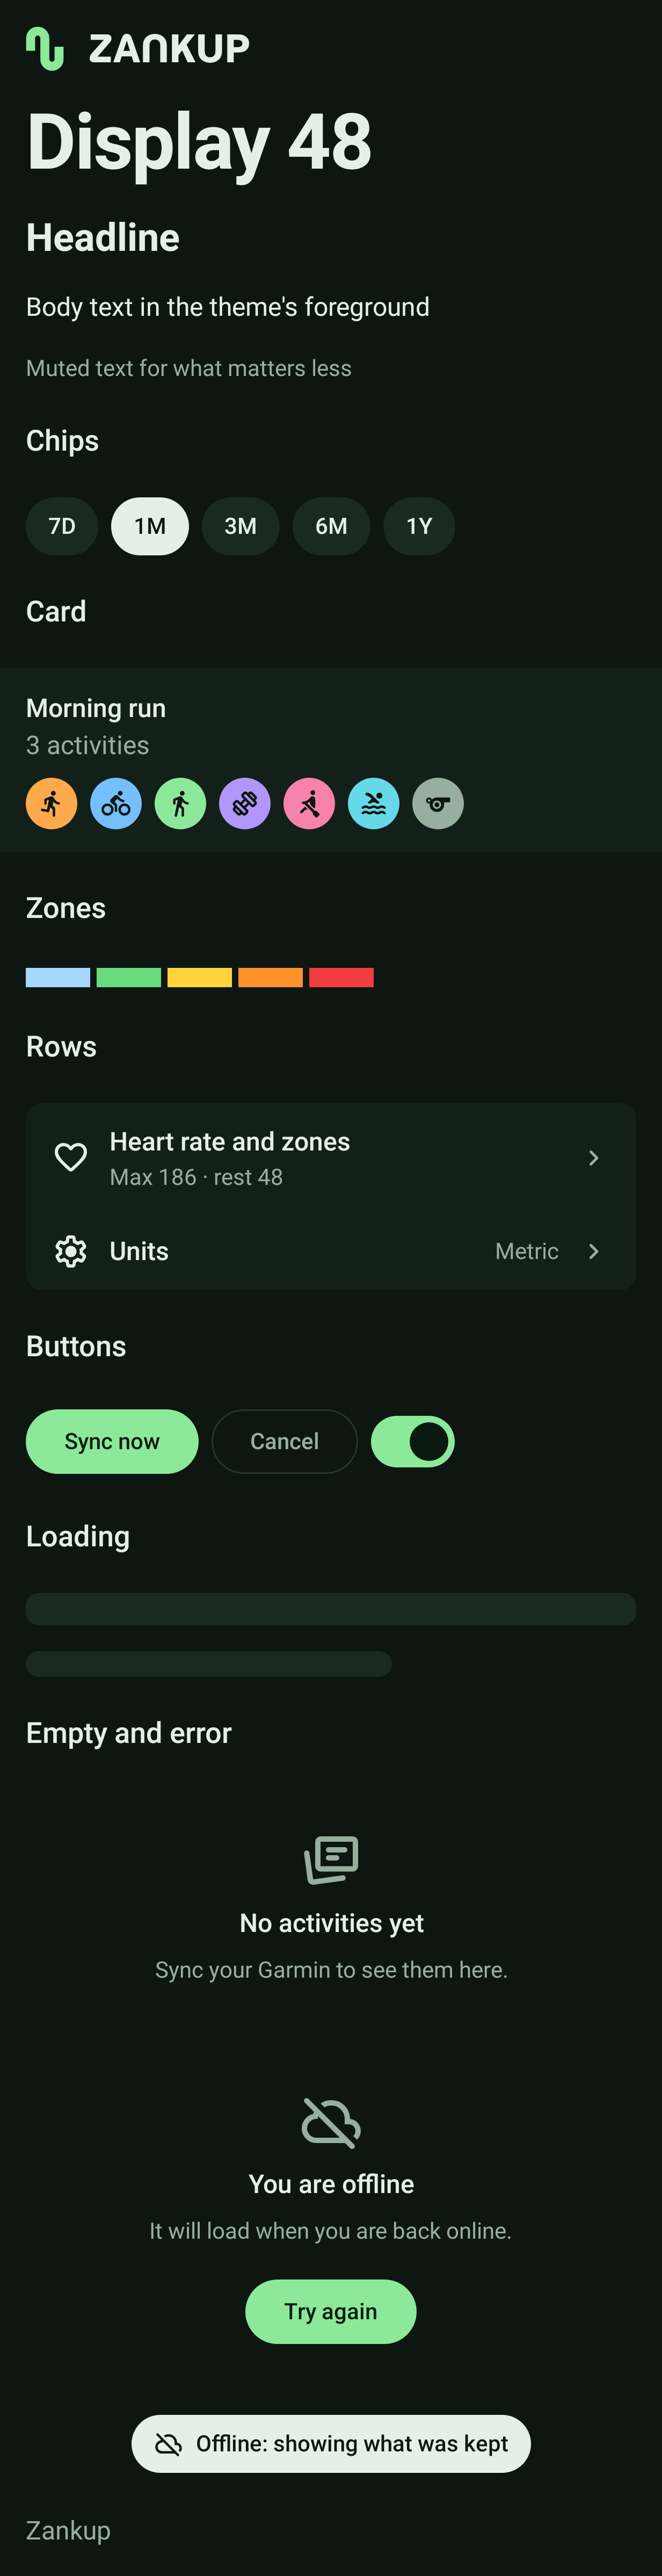 ZANKUP
Display 48
Headline
Body text in the theme's foreground
Muted text for what matters less
Chips
7D 1M 3M 6M 1Y
Card
Morning run
3 activities
Zones
Rows
Heart rate and zones
Max 186 · rest 48
Units Metric
Buttons
Sync now Cancel
Loading
Empty and error
No activities yet
Sync your Garmin to see them here.
You are offline
It will load when you are back online.
Try again
Offline: showing what was kept
Zankup